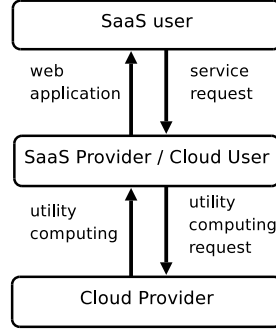 SaaS user
web
application
service
request
SaaS Provider / Cloud User
utility
computing
utility
computing
request
Cloud Provider